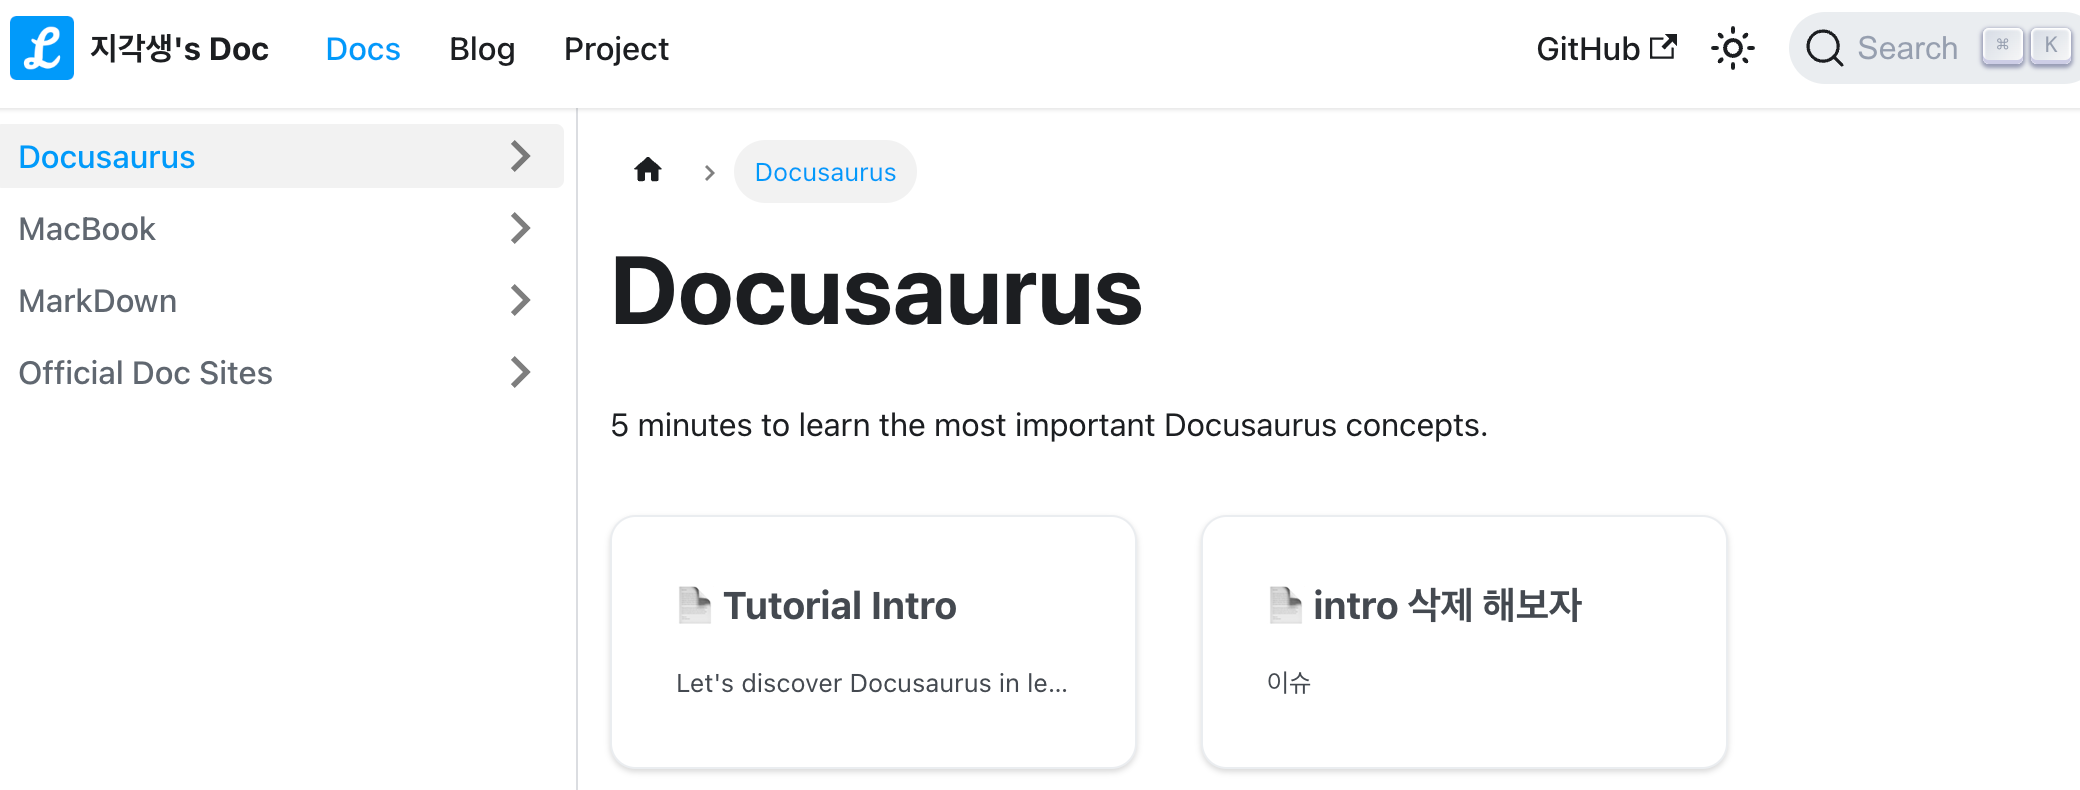 L 지각생's Doc Docs Blog Project GitHub Search ⌘ K
Docusaurus
MacBook
MarkDown
Official Doc Sites
Docusaurus
Docusaurus
5 minutes to learn the most important Docusaurus concepts.
Tutorial Intro
Let's discover Docusaurus in le...
intro 삭제 해보자
이슈